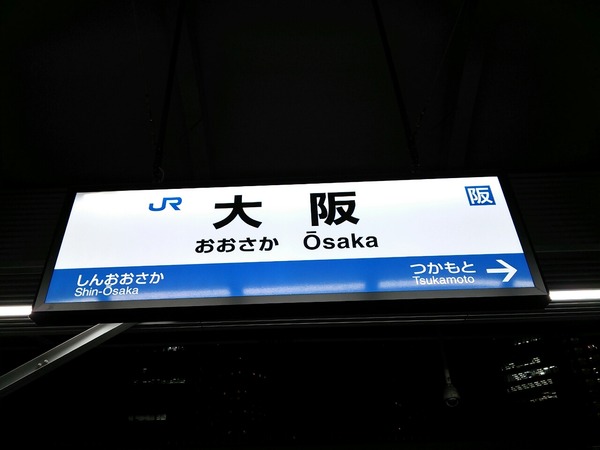 JR 大阪 阪
おおさか Ōsaka
しんおおさか つかもと →
Shin-Ōsaka Tsukamoto